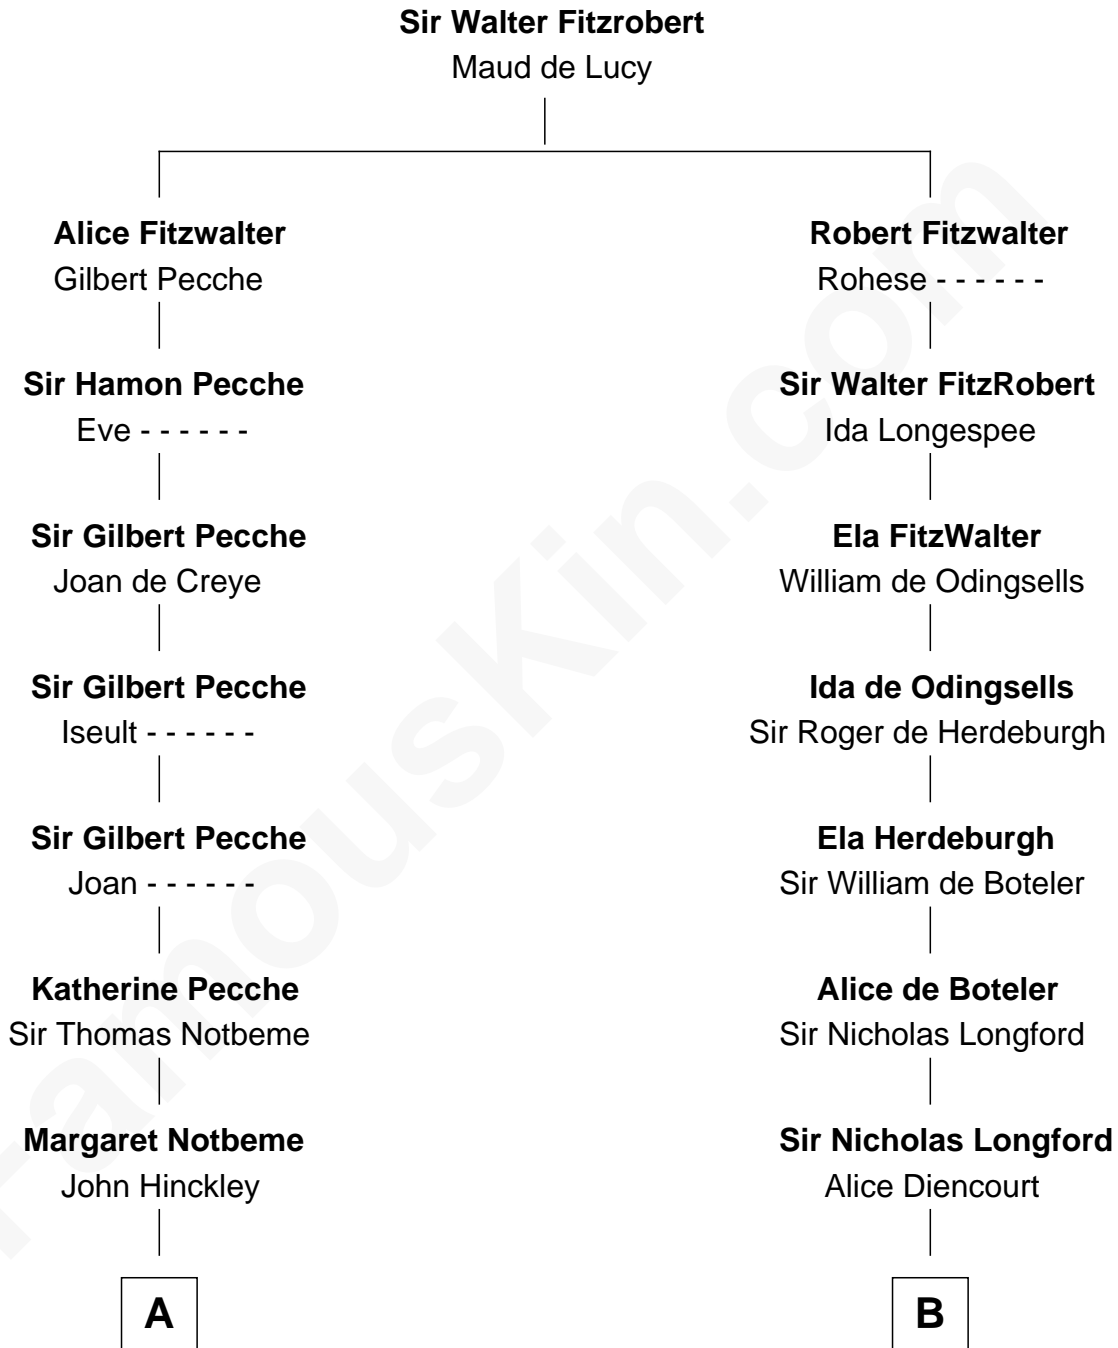 Sir Walter Fitzrobert
Maud de Lucy
Alice Fitzwalter
Gilbert Pecche
Robert Fitzwalter
Rohese - - - - - -
Sir Hamon Pecche
Eve - - - - - -
Sir Walter FitzRobert
Ida Longespee
Sir Gilbert Pecche
Joan de Creye
Ela FitzWalter
William de Odingsells
Sir Gilbert Pecche
Iseult - - - - - -
Ida de Odingsells
Sir Roger de Herdeburgh
Sir Gilbert Pecche
Joan - - - - - -
Ela Herdeburgh
Sir William de Boteler
Katherine Pecche
Sir Thomas Notbeme
Alice de Boteler
Sir Nicholas Longford
Margaret Notbeme
John Hinckley
Sir Nicholas Longford
Alice Diencourt
A
B
FamousKin.com